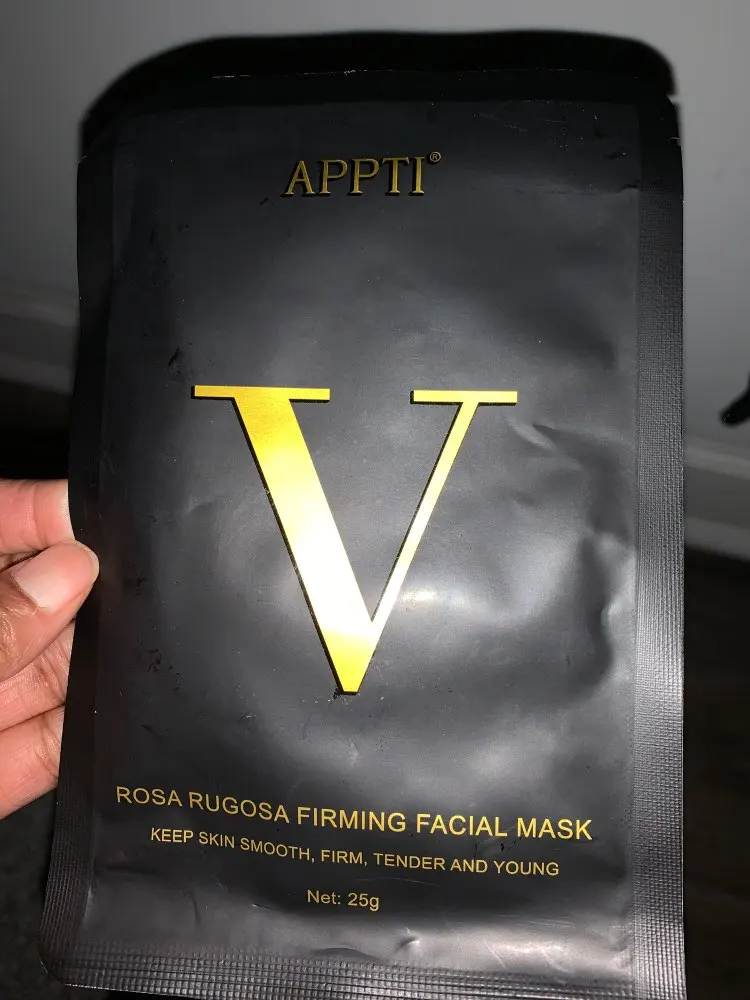 APPTI®
V
ROSA RUGOSA FIRMING FACIAL MASK
KEEP SKIN SMOOTH, FIRM, TENDER AND YOUNG
Net: 25g